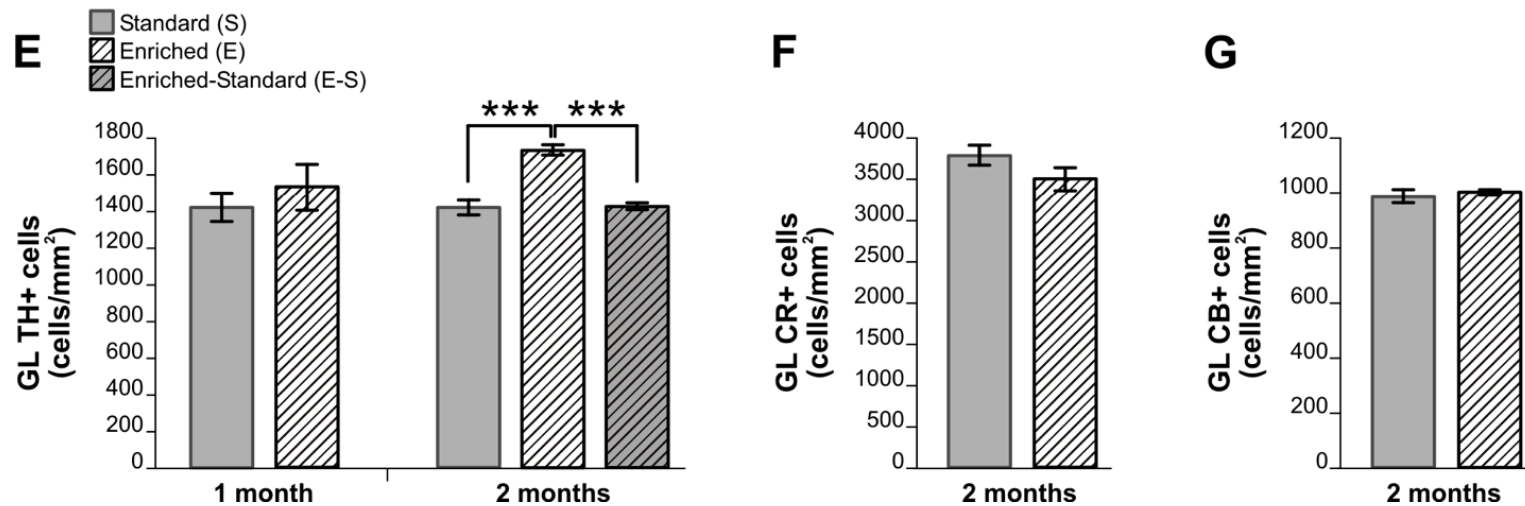 E
Standard (S)
Enriched (E)
Enriched-Standard (E-S)
*** ***
GL TH+ cells
(cells/mm²)
1800
1600
1400
1200
1000
800
600
400
200
0
1 month
2 months
F
GL CR+ cells
(cells/mm²)
4000
3500
3000
2500
2000
1500
1000
500
0
2 months
G
GL CB+ cells
(cells/mm²)
1200
1000
800
600
400
200
0
2 months